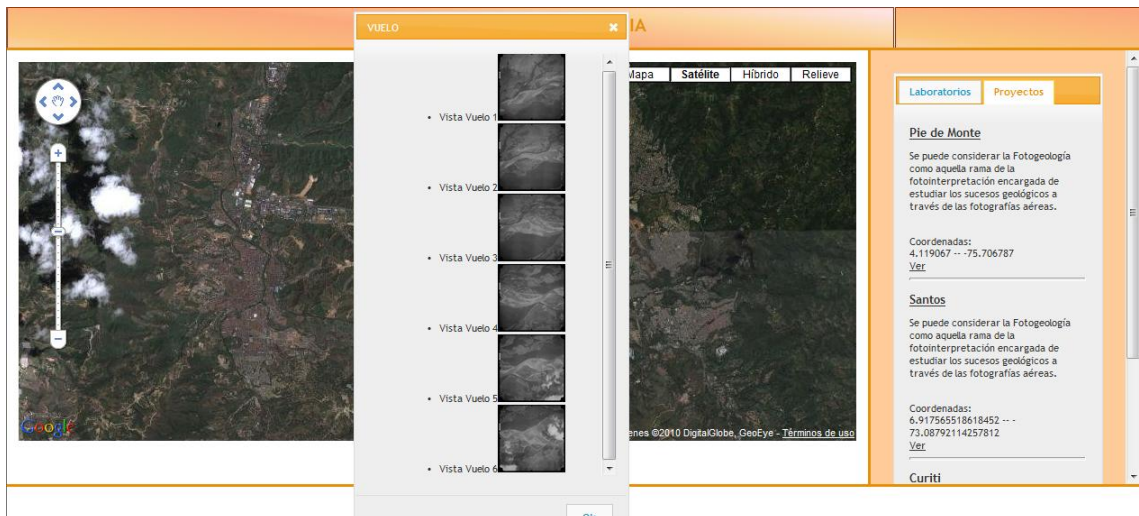 VUELO
IA
Vista Vuelo 1
Vista Vuelo 2
Vista Vuelo 3
Vista Vuelo 4
Vista Vuelo 5
Vista Vuelo 6
Mapa Satélite Híbrido Relieve
Google
©2010 DigitalGlobe, GeoEye - Términos de uso
Laboratorios Proyectos
Pie de Monte
Se puede considerar la Fotogeología
como aquella rama de la
fotointerpretación encargada de
estudiar los sucesos geológicos a
través de las fotografías aéreas.
Coordenadas:
4.119067 -- -75.706787
Ver
Santos
Se puede considerar la Fotogeología
como aquella rama de la
fotointerpretación encargada de
estudiar los sucesos geológicos a
través de las fotografías aéreas.
Coordenadas:
6.917565518618452 -- -
73.08792114257812
Ver
Curiti